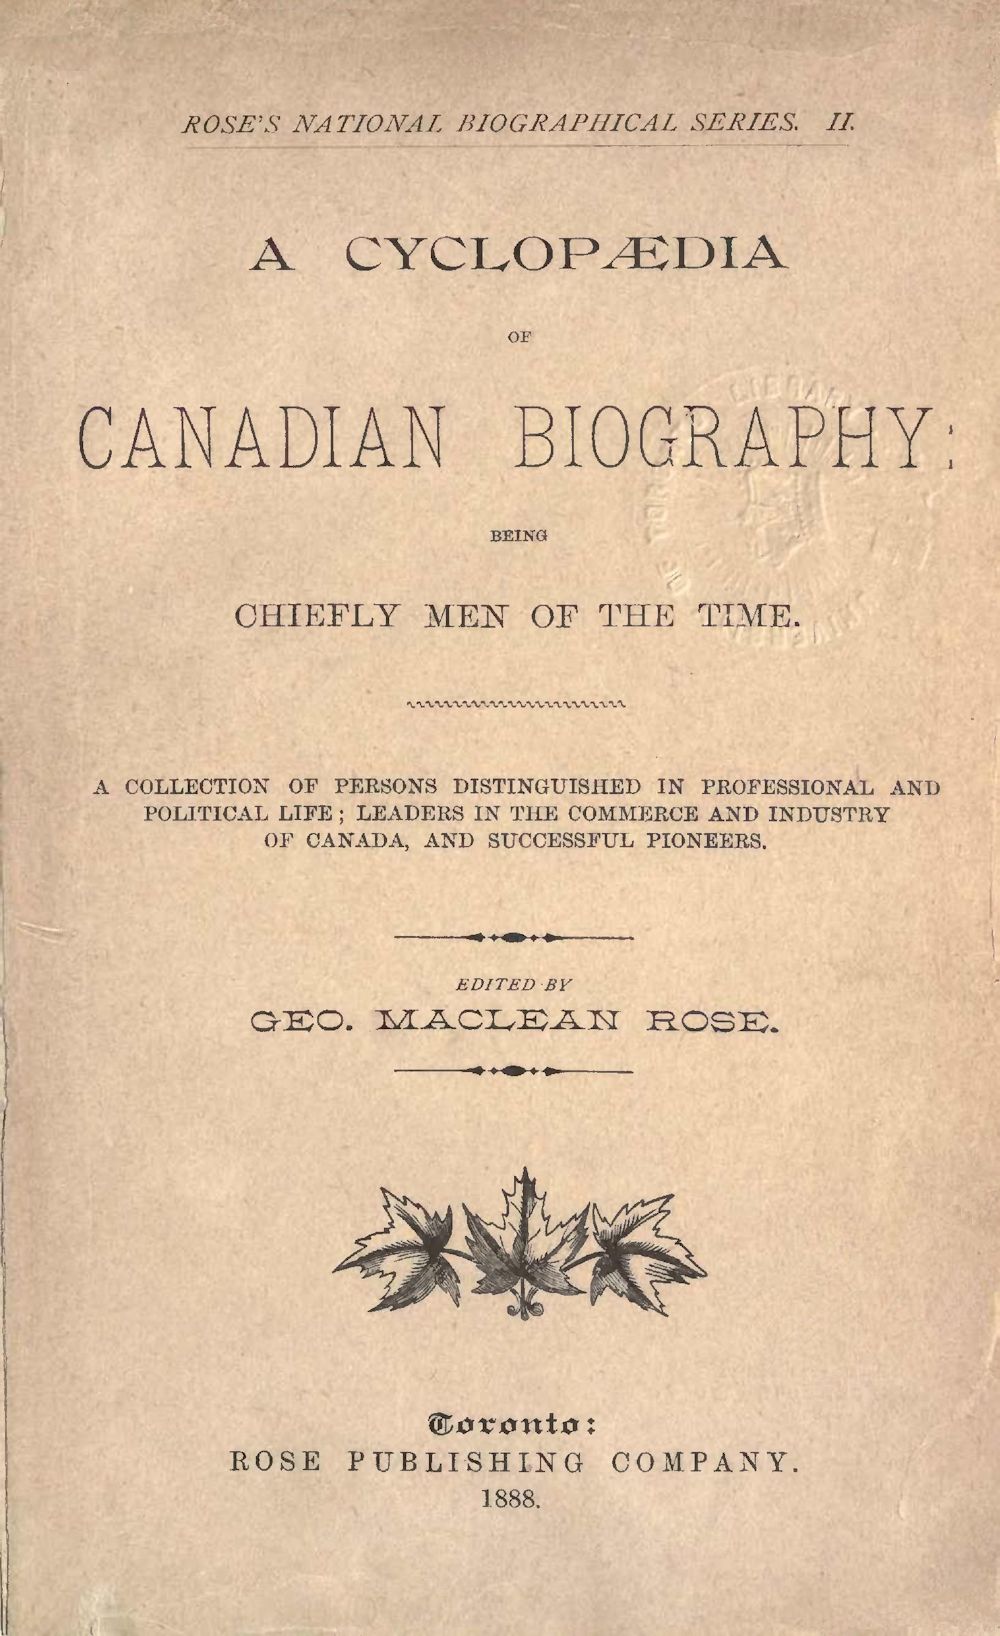 ROSE'S NATIONAL BIOGRAPHICAL SERIES. II.
A CYCLOPÆDIA
OF
CANADIAN BIOGRAPHY:
BEING
CHIEFLY MEN OF THE TIME.
A COLLECTION OF PERSONS DISTINGUISHED IN PROFESSIONAL AND
POLITICAL LIFE; LEADERS IN THE COMMERCE AND INDUSTRY
OF CANADA, AND SUCCESSFUL PIONEERS.
EDITED BY
GEO. MACLEAN ROSE.
Toronto:
ROSE PUBLISHING COMPANY.
1888.